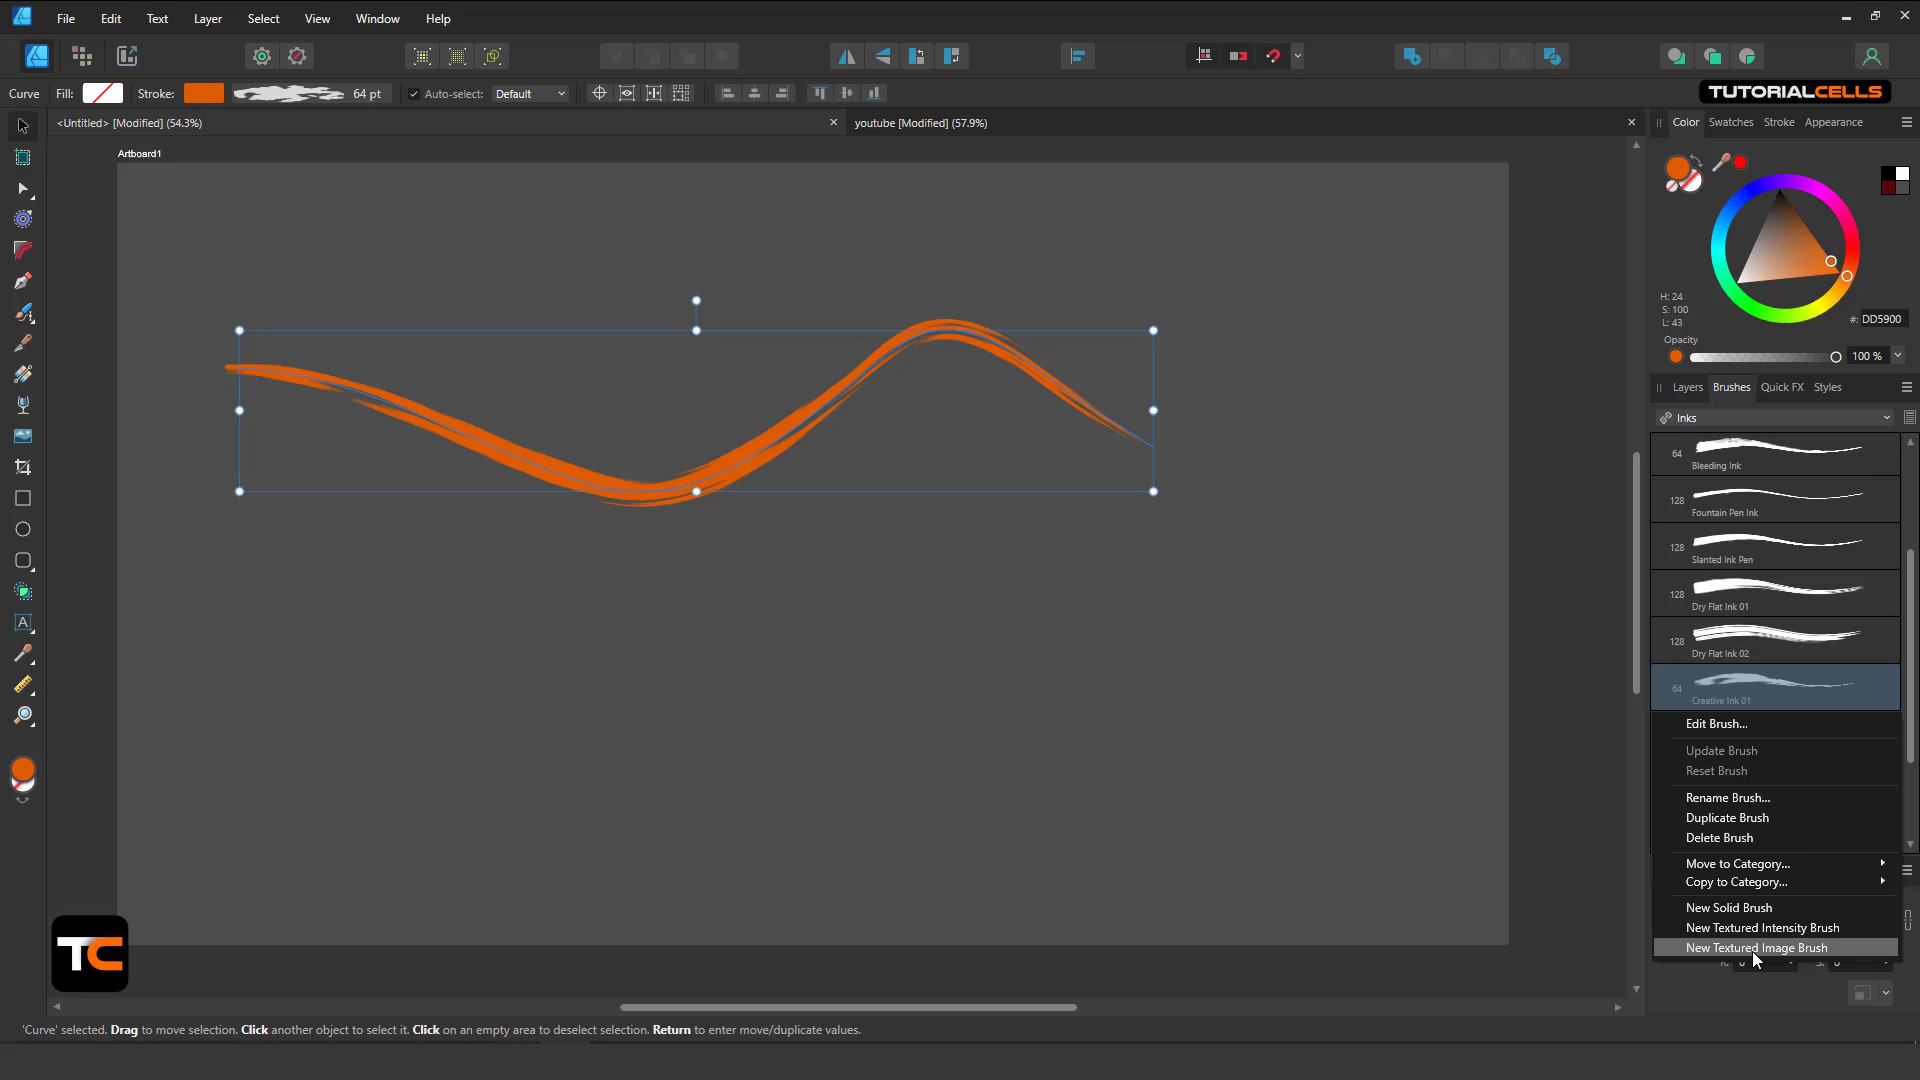 File Edit Text Layer Select View Window Help
Curve Fill: Stroke: 64 pt Auto-select: Default
TUTORIALCELLS
<Untitled> [Modified] (54.3%)
youtube [Modified] (57.9%)
Color Swatches Stroke Appearance
Artboard1
H: 24
S: 100
L: 43
#: DD5900
Opacity
100 %
Layers Brushes Quick FX Styles
Inks
64
Bleeding Ink
128
Fountain Pen Ink
128
Slanted Ink Pen
128
Dry Flat Ink 01
128
Dry Flat Ink 02
64
Creative Ink 01
Edit Brush...
Update Brush
Reset Brush
Rename Brush...
Duplicate Brush
Delete Brush
Move to Category...
Copy to Category...
New Solid Brush
New Textured Intensity Brush
New Textured Image Brush
A
TC
'Curve' selected. Drag to move selection. Click another object to select it. Click on an empty area to deselect selection. Return to enter move/duplicate values.